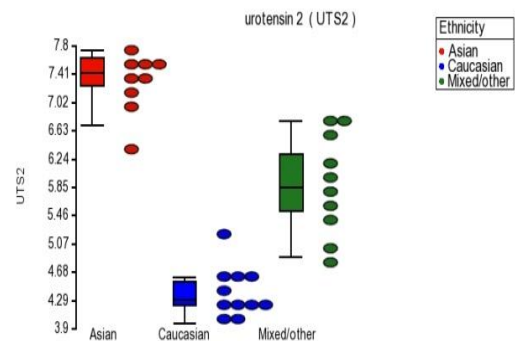 urotensin 2 ( UTS2 )
Ethnicity
Asian
Caucasian
Mixed/other
UTS2
7.8
7.41
7.02
6.63
6.24
5.85
5.46
5.07
4.68
4.29
3.9
Asian
Caucasian
Mixed/other